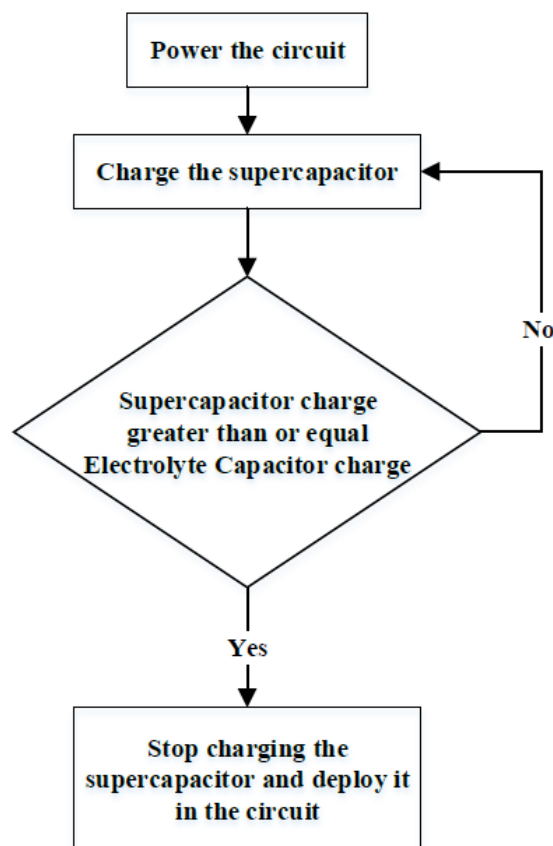 Power the circuit
Charge the supercapacitor
No
Supercapacitor charge
greater than or equal
Electrolyte Capacitor charge
Yes
Stop charging the
supercapacitor and deploy it
in the circuit